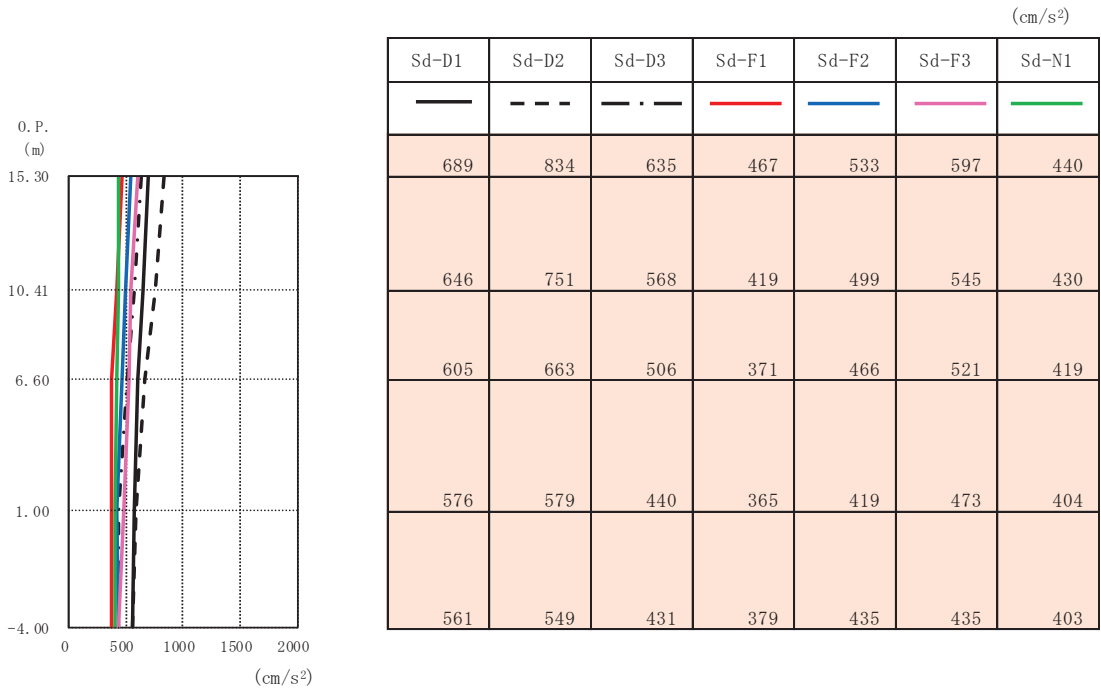 (cm/s²)
Sd-D1 Sd-D2 Sd-D3 Sd-F1 Sd-F2 Sd-F3 Sd-N1
O.P.
(m)
689 834 635 467 533 597 440
15.30
646 751 568 419 499 545 430
10.41
605 663 506 371 466 521 419
6.60
576 579 440 365 419 473 404
1.00
561 549 431 379 435 435 403
-4.00
0 500 1000 1500 2000
(cm/s²)